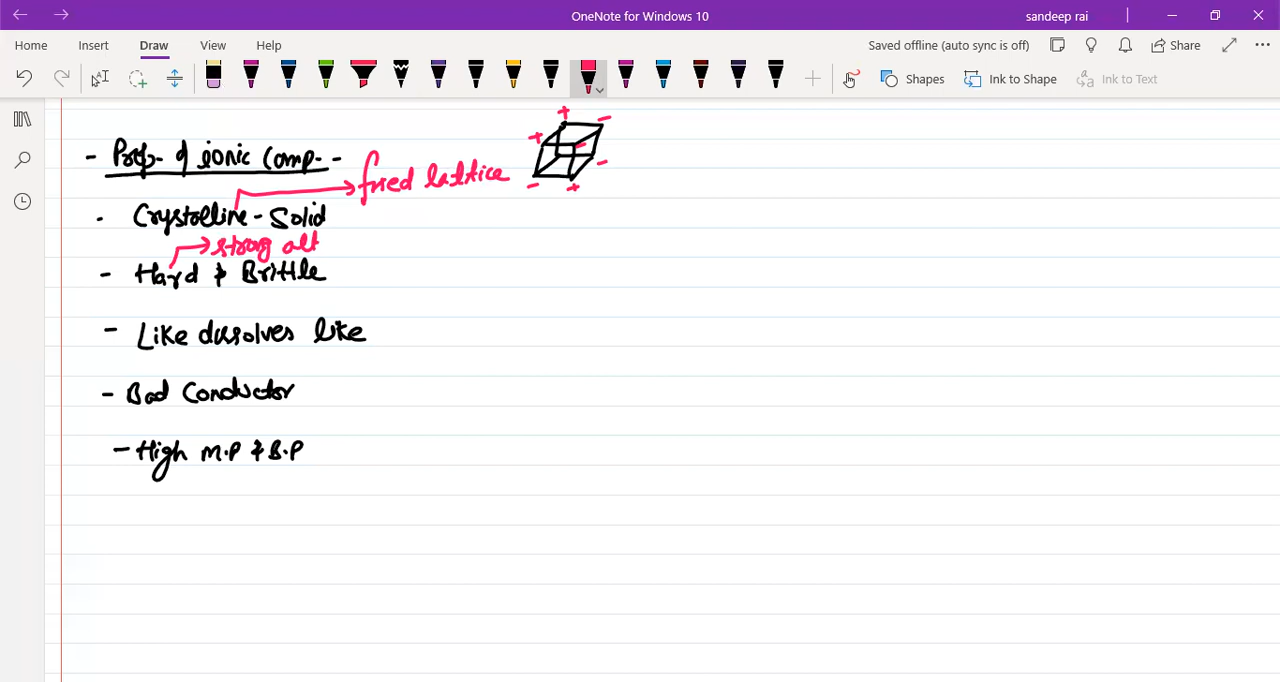 OneNote for Windows 10
sandeep rai
Home Insert Draw View Help
Saved offline (auto sync is off)
Share
Shapes
Ink to Shape
Ink to Text
- Prop. of ionic Comp. -
fixed lattice
+ -
+ -
- -
- +
- Crystalline - Solid
strong att
- Hard & Brittle
- Like dissolves like
- Bad Conductor
- High M.P & B.P